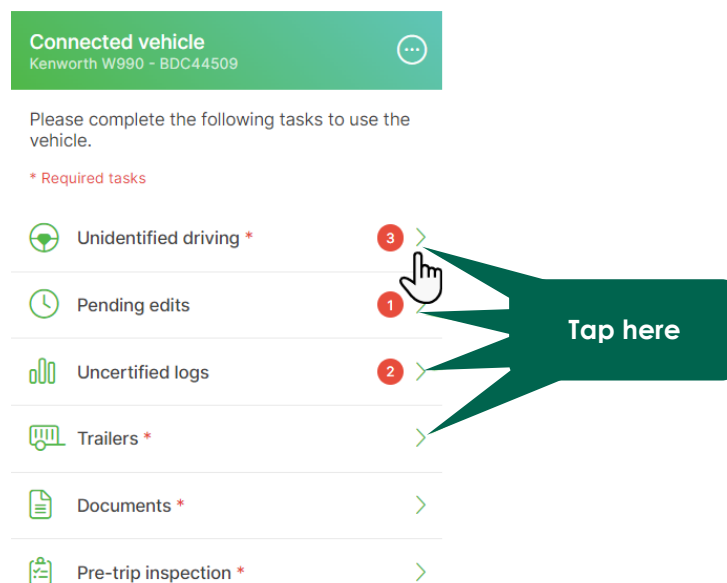 Connected vehicle
Kenworth W990 - BDC44509
Please complete the following tasks to use the
vehicle.
* Required tasks
Unidentified driving *
3
Pending edits
1
Uncertified logs
2
Trailers *
Documents *
Pre-trip inspection *
Tap here